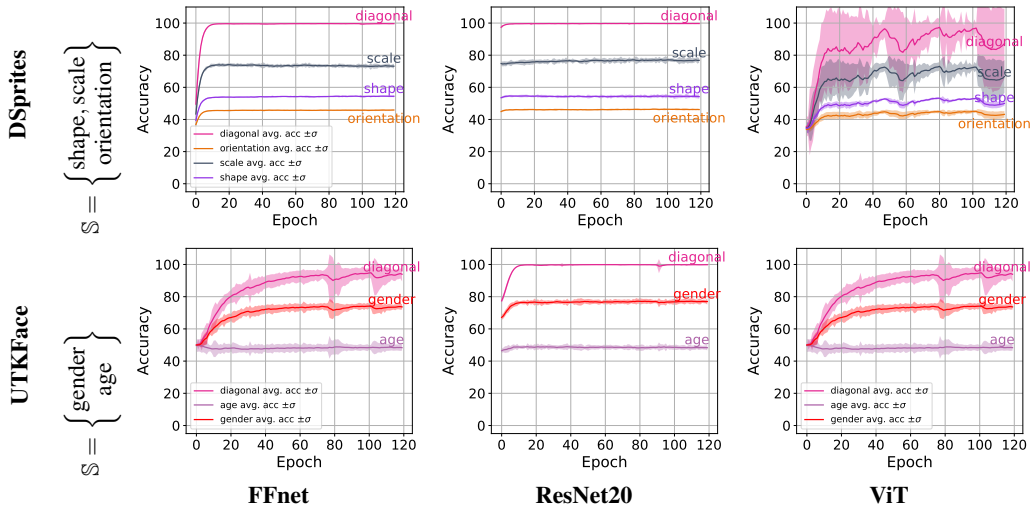 DSprites
𝕊 = { shape, scale
orientation }
Accuracy
100
80
60
40
20
0
diagonal
scale
shape
orientation
diagonal avg. acc ±σ
orientation avg. acc ±σ
scale avg. acc ±σ
shape avg. acc ±σ
0 20 40 60 80 100 120
Epoch
Accuracy
100
80
60
40
20
0
diagonal
scale
shape
orientation
0 20 40 60 80 100 120
Epoch
Accuracy
100
80
60
40
20
0
diagonal
scale
shape
orientation
0 20 40 60 80 100 120
Epoch
UTKFace
𝕊 = { gender
age }
Accuracy
100
80
60
40
20
0
diagonal
gender
age
diagonal avg. acc ±σ
age avg. acc ±σ
gender avg. acc ±σ
0 20 40 60 80 100 120
Epoch
Accuracy
100
80
60
40
20
0
diagonal
gender
age
0 20 40 60 80 100 120
Epoch
Accuracy
100
80
60
40
20
0
diagonal
gender
age
diagonal avg. acc ±σ
age avg. acc ±σ
gender avg. acc ±σ
0 20 40 60 80 100 120
Epoch
FFnet
ResNet20
ViT